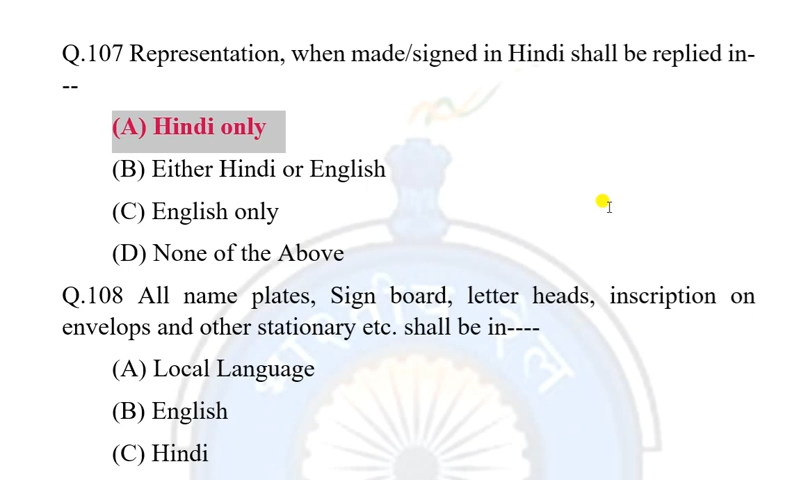 Q.107 Representation, when made/signed in Hindi shall be replied in-
--
(A) Hindi only
(B) Either Hindi or English
(C) English only
(D) None of the Above
Q.108 All name plates, Sign board, letter heads, inscription on
envelops and other stationary etc. shall be in----
(A) Local Language
(B) English
(C) Hindi
भारतीय रेल